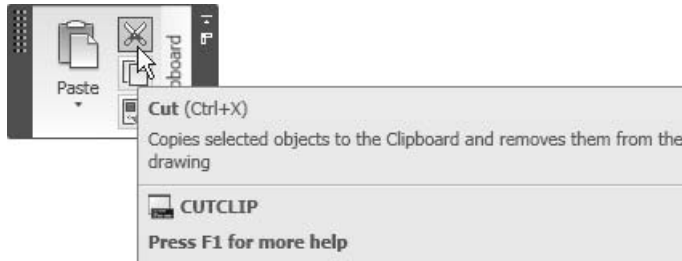 Paste
pboard
Cut (Ctrl+X)
Copies selected objects to the Clipboard and removes them from the
drawing
CUTCLIP
Press F1 for more help